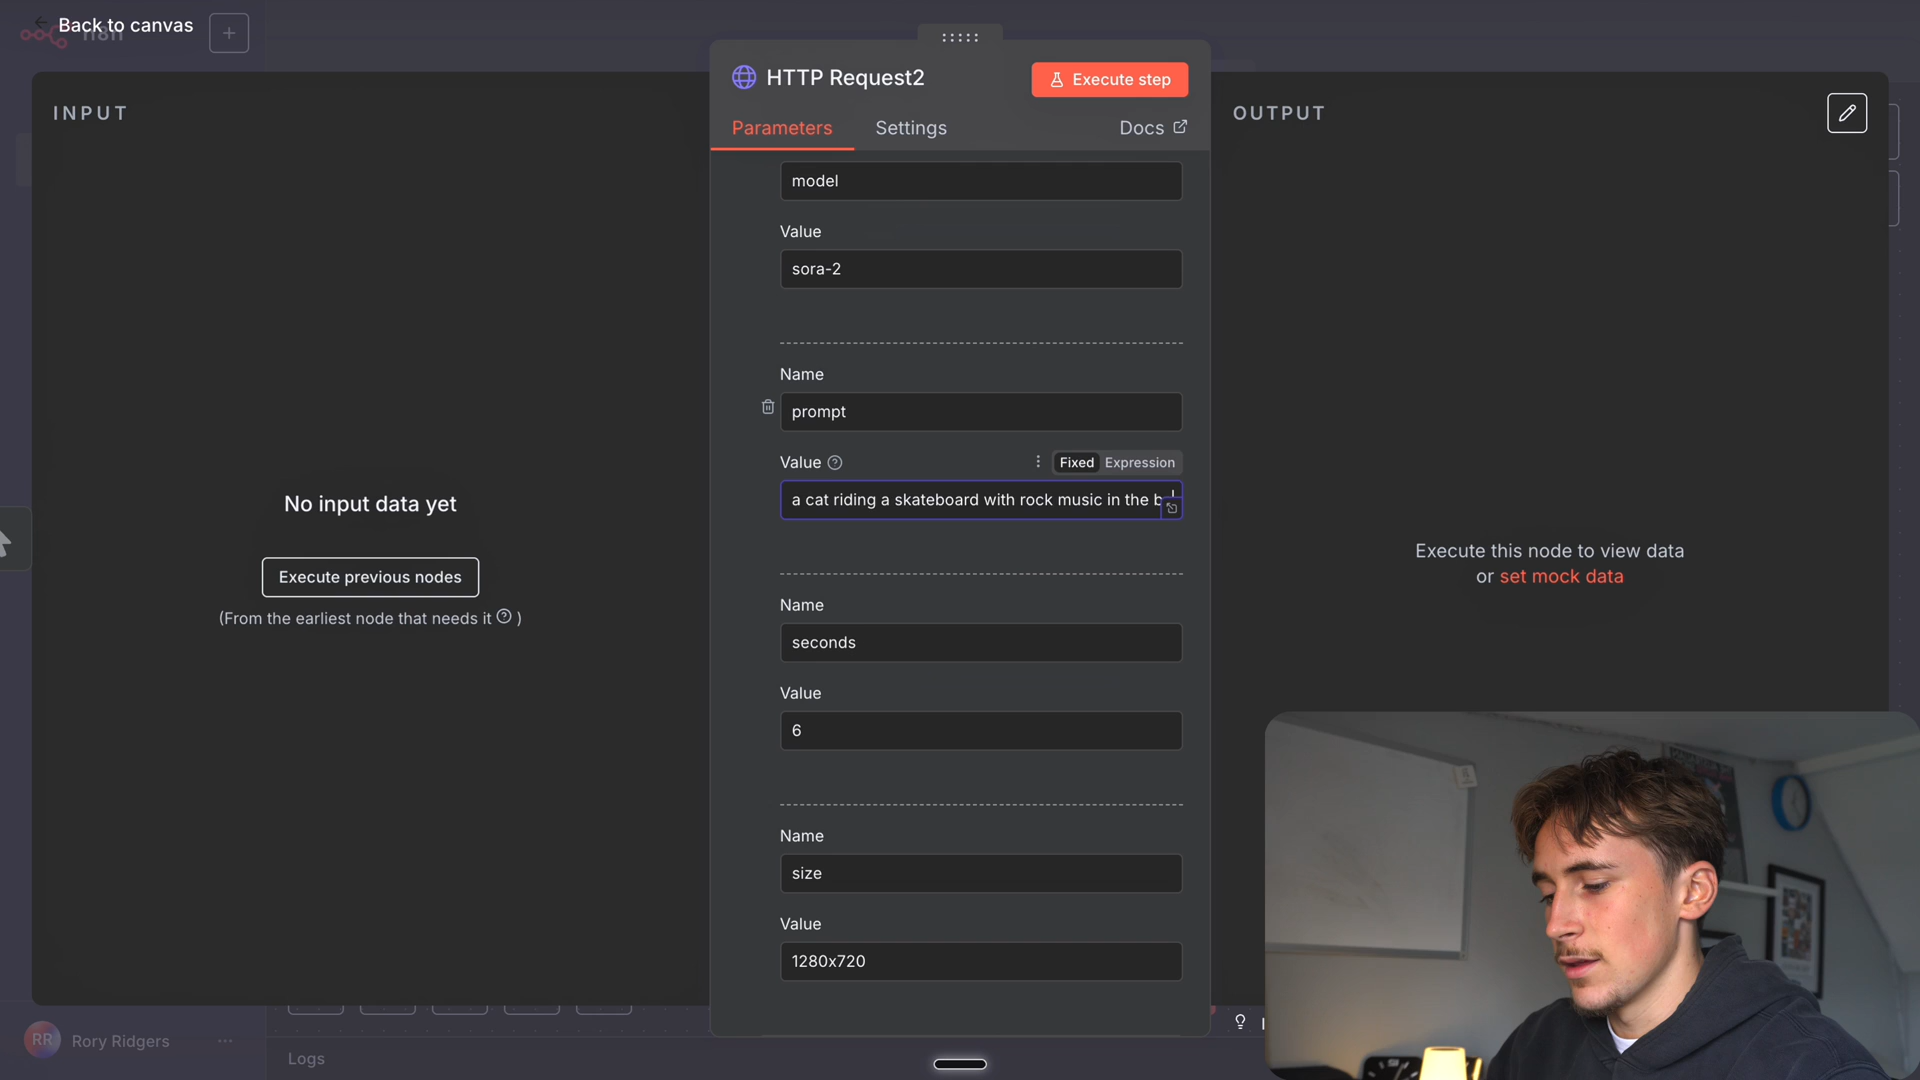 Back to canvas
n8n
INPUT
HTTP Request2
Execute step
OUTPUT
Parameters
Settings
Docs
model
Value
sora-2
Name
prompt
Value
Fixed
Expression
a cat riding a skateboard with rock music in the b
No input data yet
Execute previous nodes
(From the earliest node that needs it )
Execute this node to view data
or set mock data
Name
seconds
Value
6
Name
size
Value
1280x720
RR
Rory Ridgers
Logs